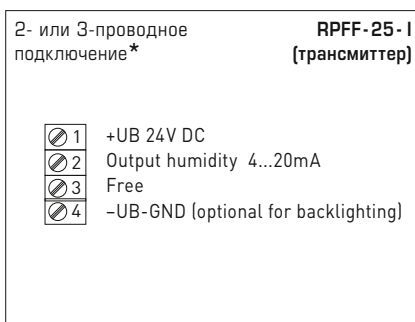 2- или 3-проводное RPFF-25-I
подключение* (трансмиттер)
1 +UB 24V DC
2 Output humidity 4...20mA
3 Free
4 –UB-GND (optional for backlighting)